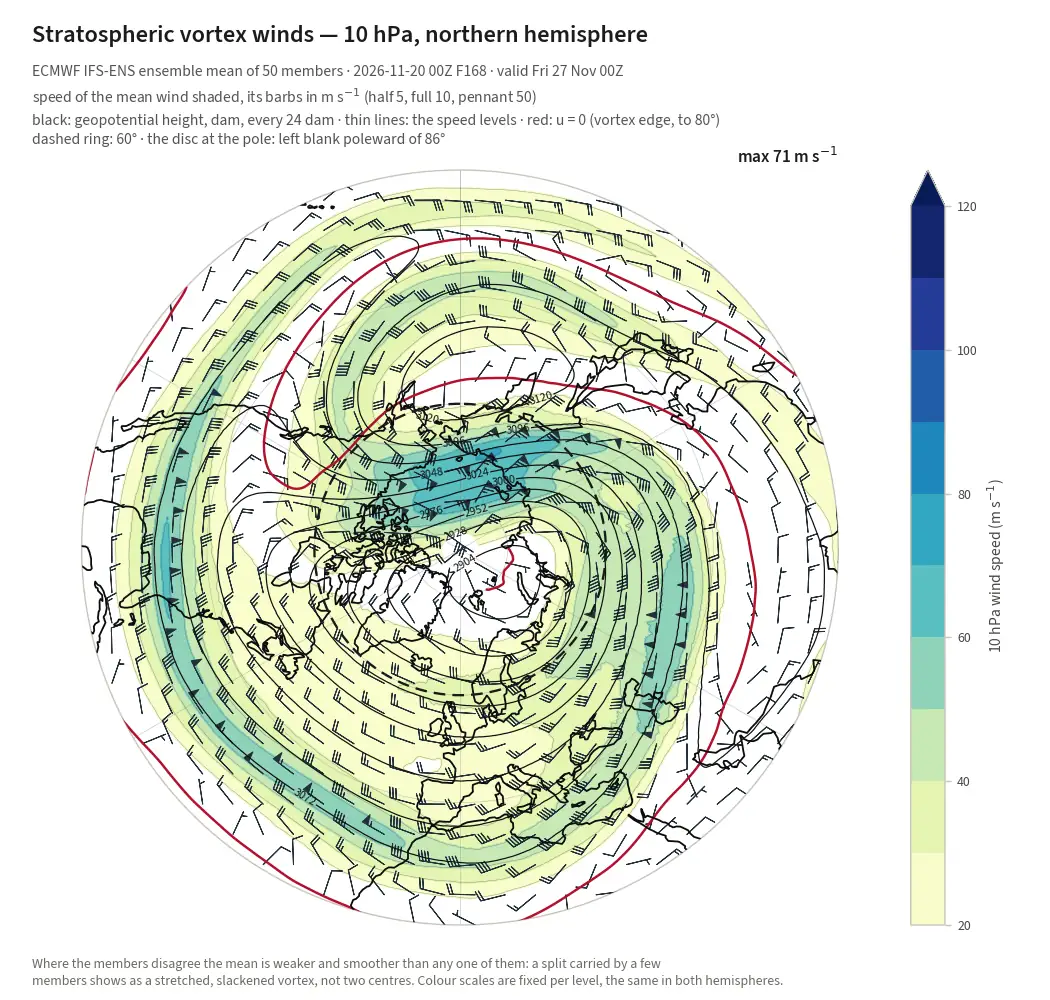 Stratospheric vortex winds — 10 hPa, northern hemisphere
ECMWF IFS-ENS ensemble mean of 50 members · 2026-11-20 00Z F168 · valid Fri 27 Nov 00Z
speed of the mean wind shaded, its barbs in m s⁻¹ (half 5, full 10, pennant 50)
black: geopotential height, dam, every 24 dam · thin lines: the speed levels · red: u = 0 (vortex edge, to 80°)
dashed ring: 60° · the disc at the pole: left blank poleward of 86°
max 71 m s⁻¹
120
100
80
60
40
20
10 hPa wind speed (m s⁻¹)
3120
3096
3048
3024
3000
2976
2952
2928
2904
3072
Where the members disagree the mean is weaker and smoother than any one of them: a split carried by a few
members shows as a stretched, slackened vortex, not two centres. Colour scales are fixed per level, the same in both hemispheres.